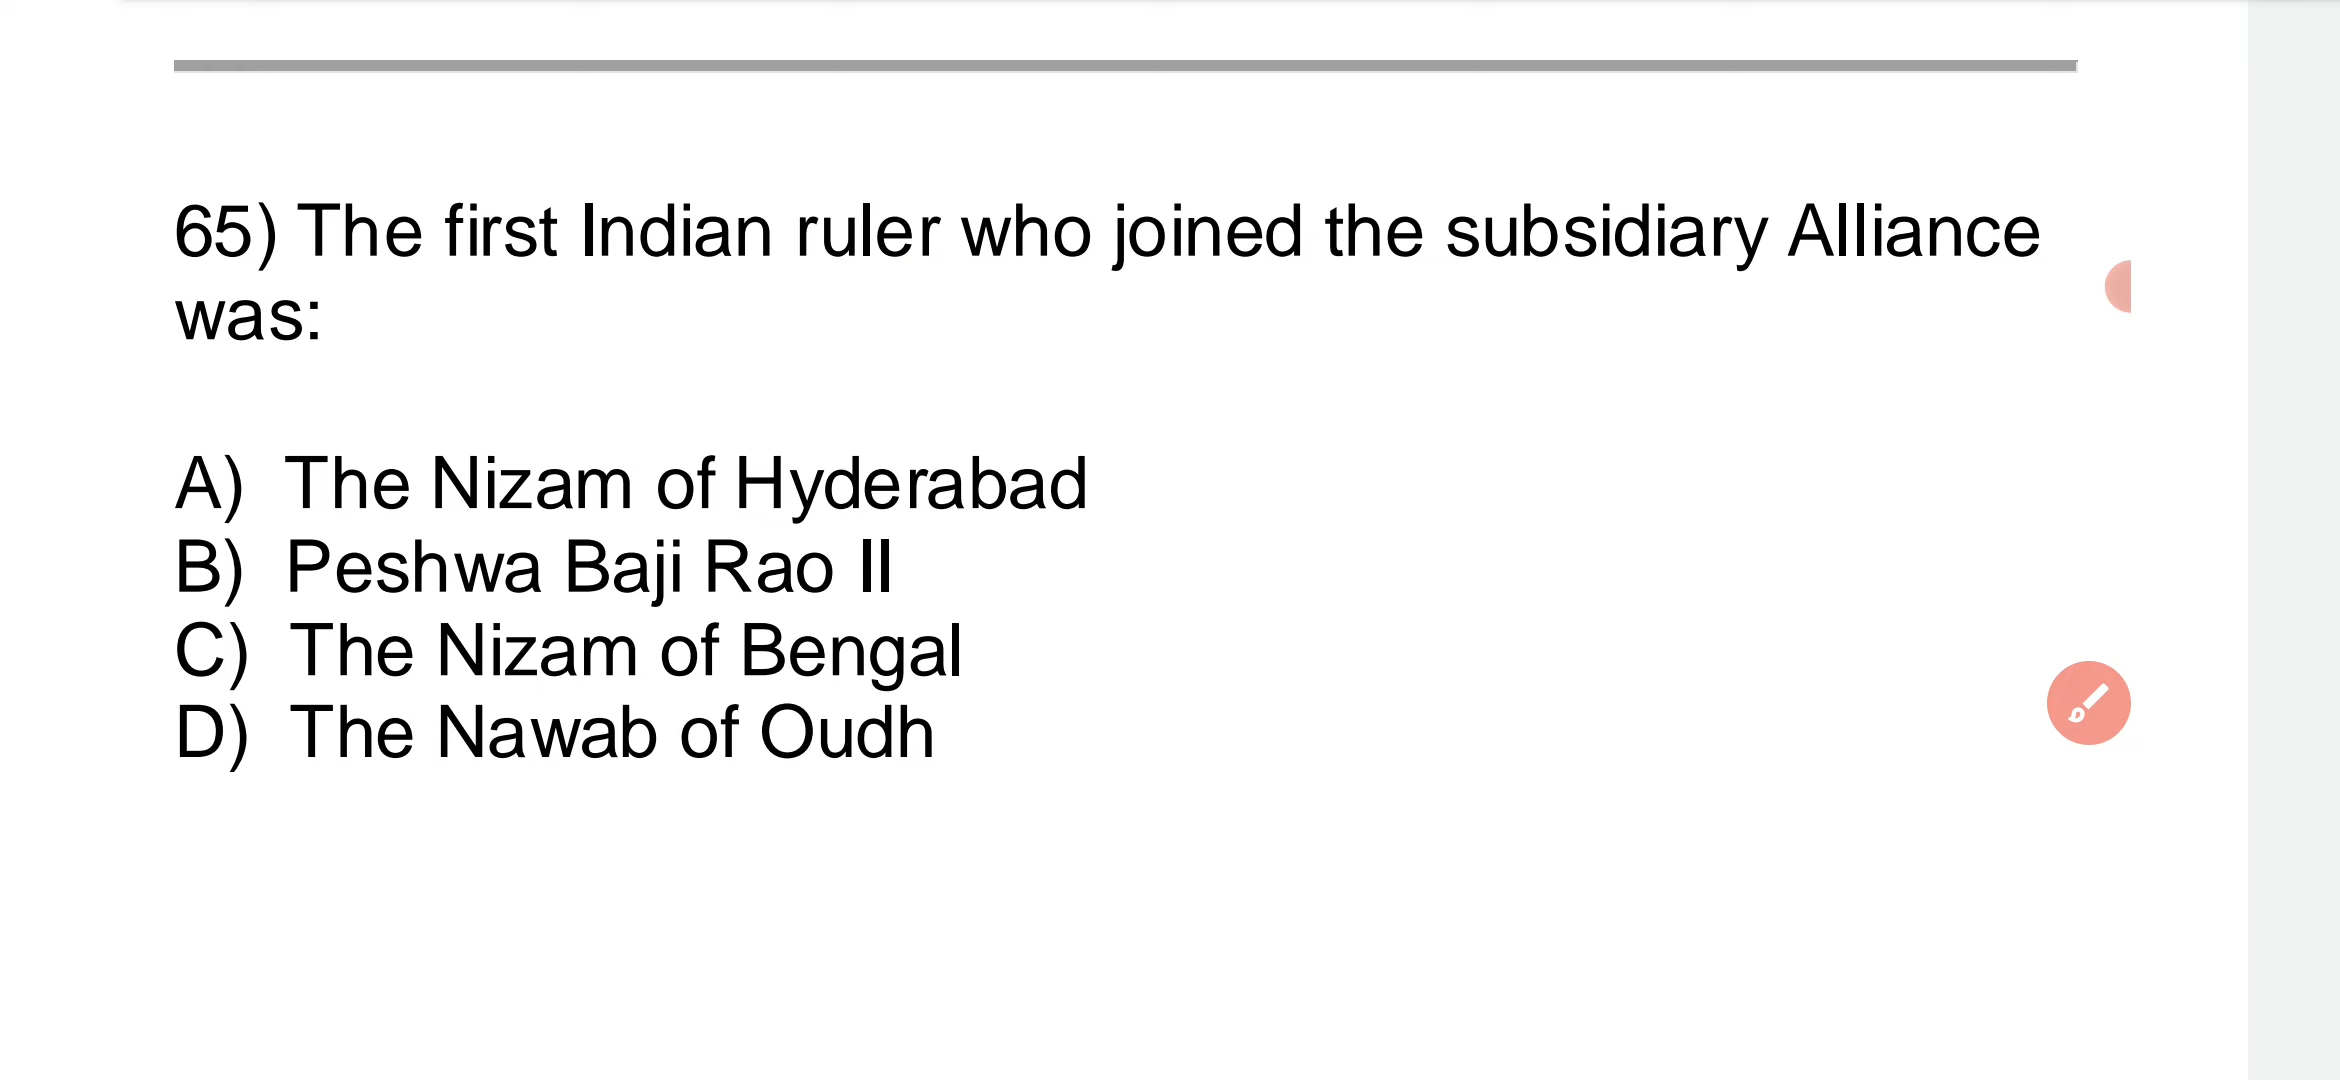 65) The first Indian ruler who joined the subsidiary Alliance
was:
A) The Nizam of Hyderabad
B) Peshwa Baji Rao II
C) The Nizam of Bengal
D) The Nawab of Oudh